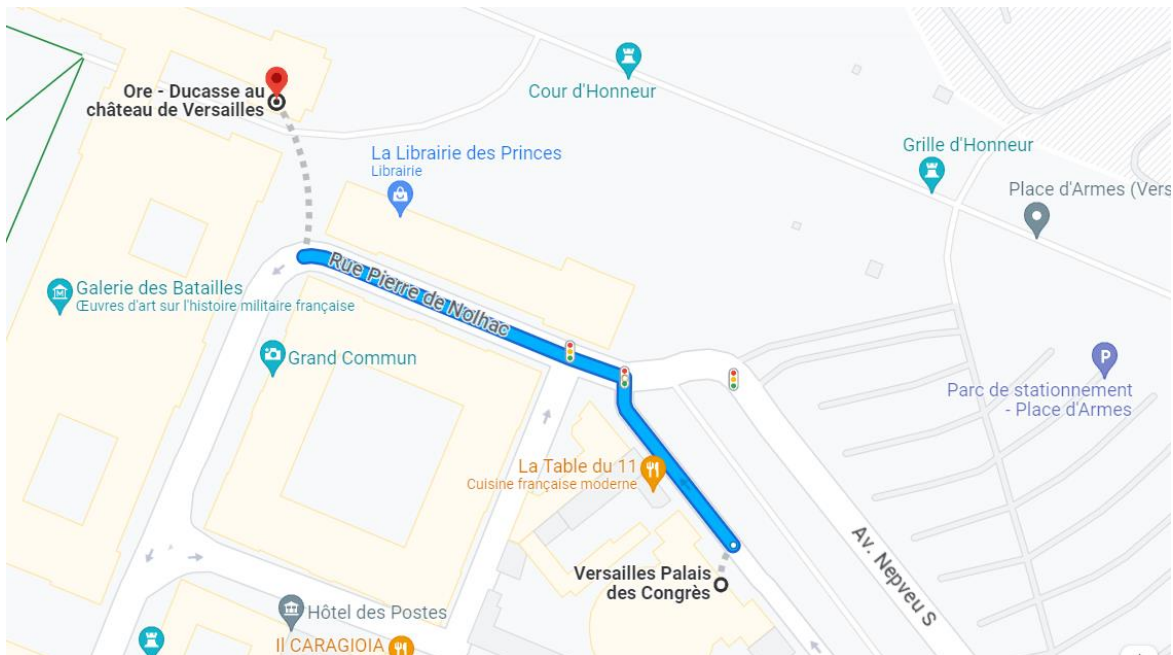 Ore - Ducasse au
château de Versailles
Cour d'Honneur
La Librairie des Princes
Librairie
Grille d'Honneur
Place d'Armes (Vers
Rue Pierre de Nolhac
Galerie des Batailles
Œuvres d'art sur l'histoire militaire française
Grand Commun
Parc de stationnement
- Place d'Armes
P
La Table du 11
Cuisine française moderne
Av. Nepveu S
Versailles Palais
des Congrès
Hôtel des Postes
Il CARAGIOIA